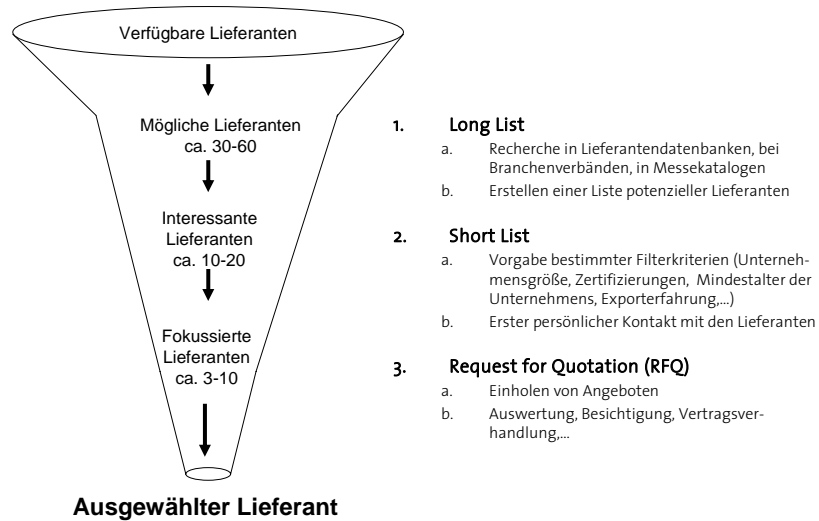 Verfügbare Lieferanten
Mögliche Lieferanten
ca. 30-60
Interessante
Lieferanten
ca. 10-20
Fokussierte
Lieferanten
ca. 3-10
Ausgewählter Lieferant
1. Long List
a. Recherche in Lieferantendatenbanken, bei
Branchenverbänden, in Messekatalogen
b. Erstellen einer Liste potenzieller Lieferanten
2. Short List
a. Vorgabe bestimmter Filterkriterien (Unterneh-
mensgröße, Zertifizierungen, Mindestalter der
Unternehmens, Exporterfahrung,...)
b. Erster persönlicher Kontakt mit den Lieferanten
3. Request for Quotation (RFQ)
a. Einholen von Angeboten
b. Auswertung, Besichtigung, Vertragsver-
handlung,...